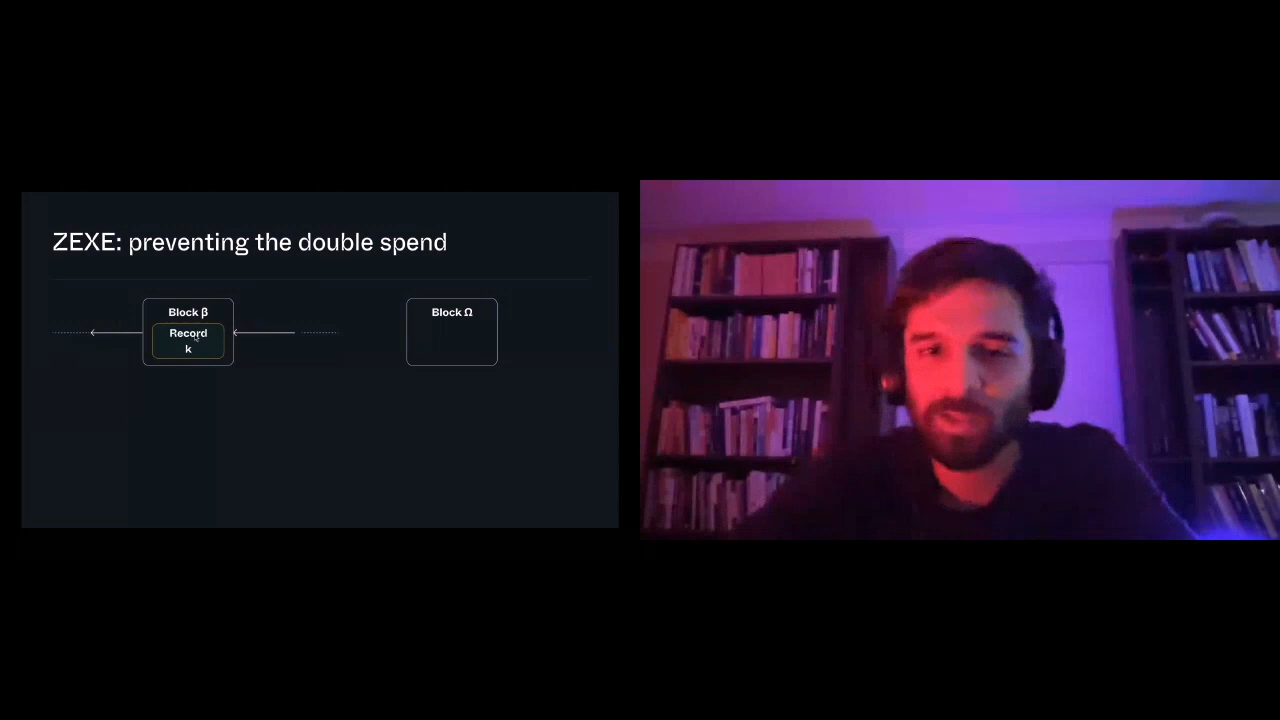 ZEXE: preventing the double spend
Block β
Record
k
Block Ω